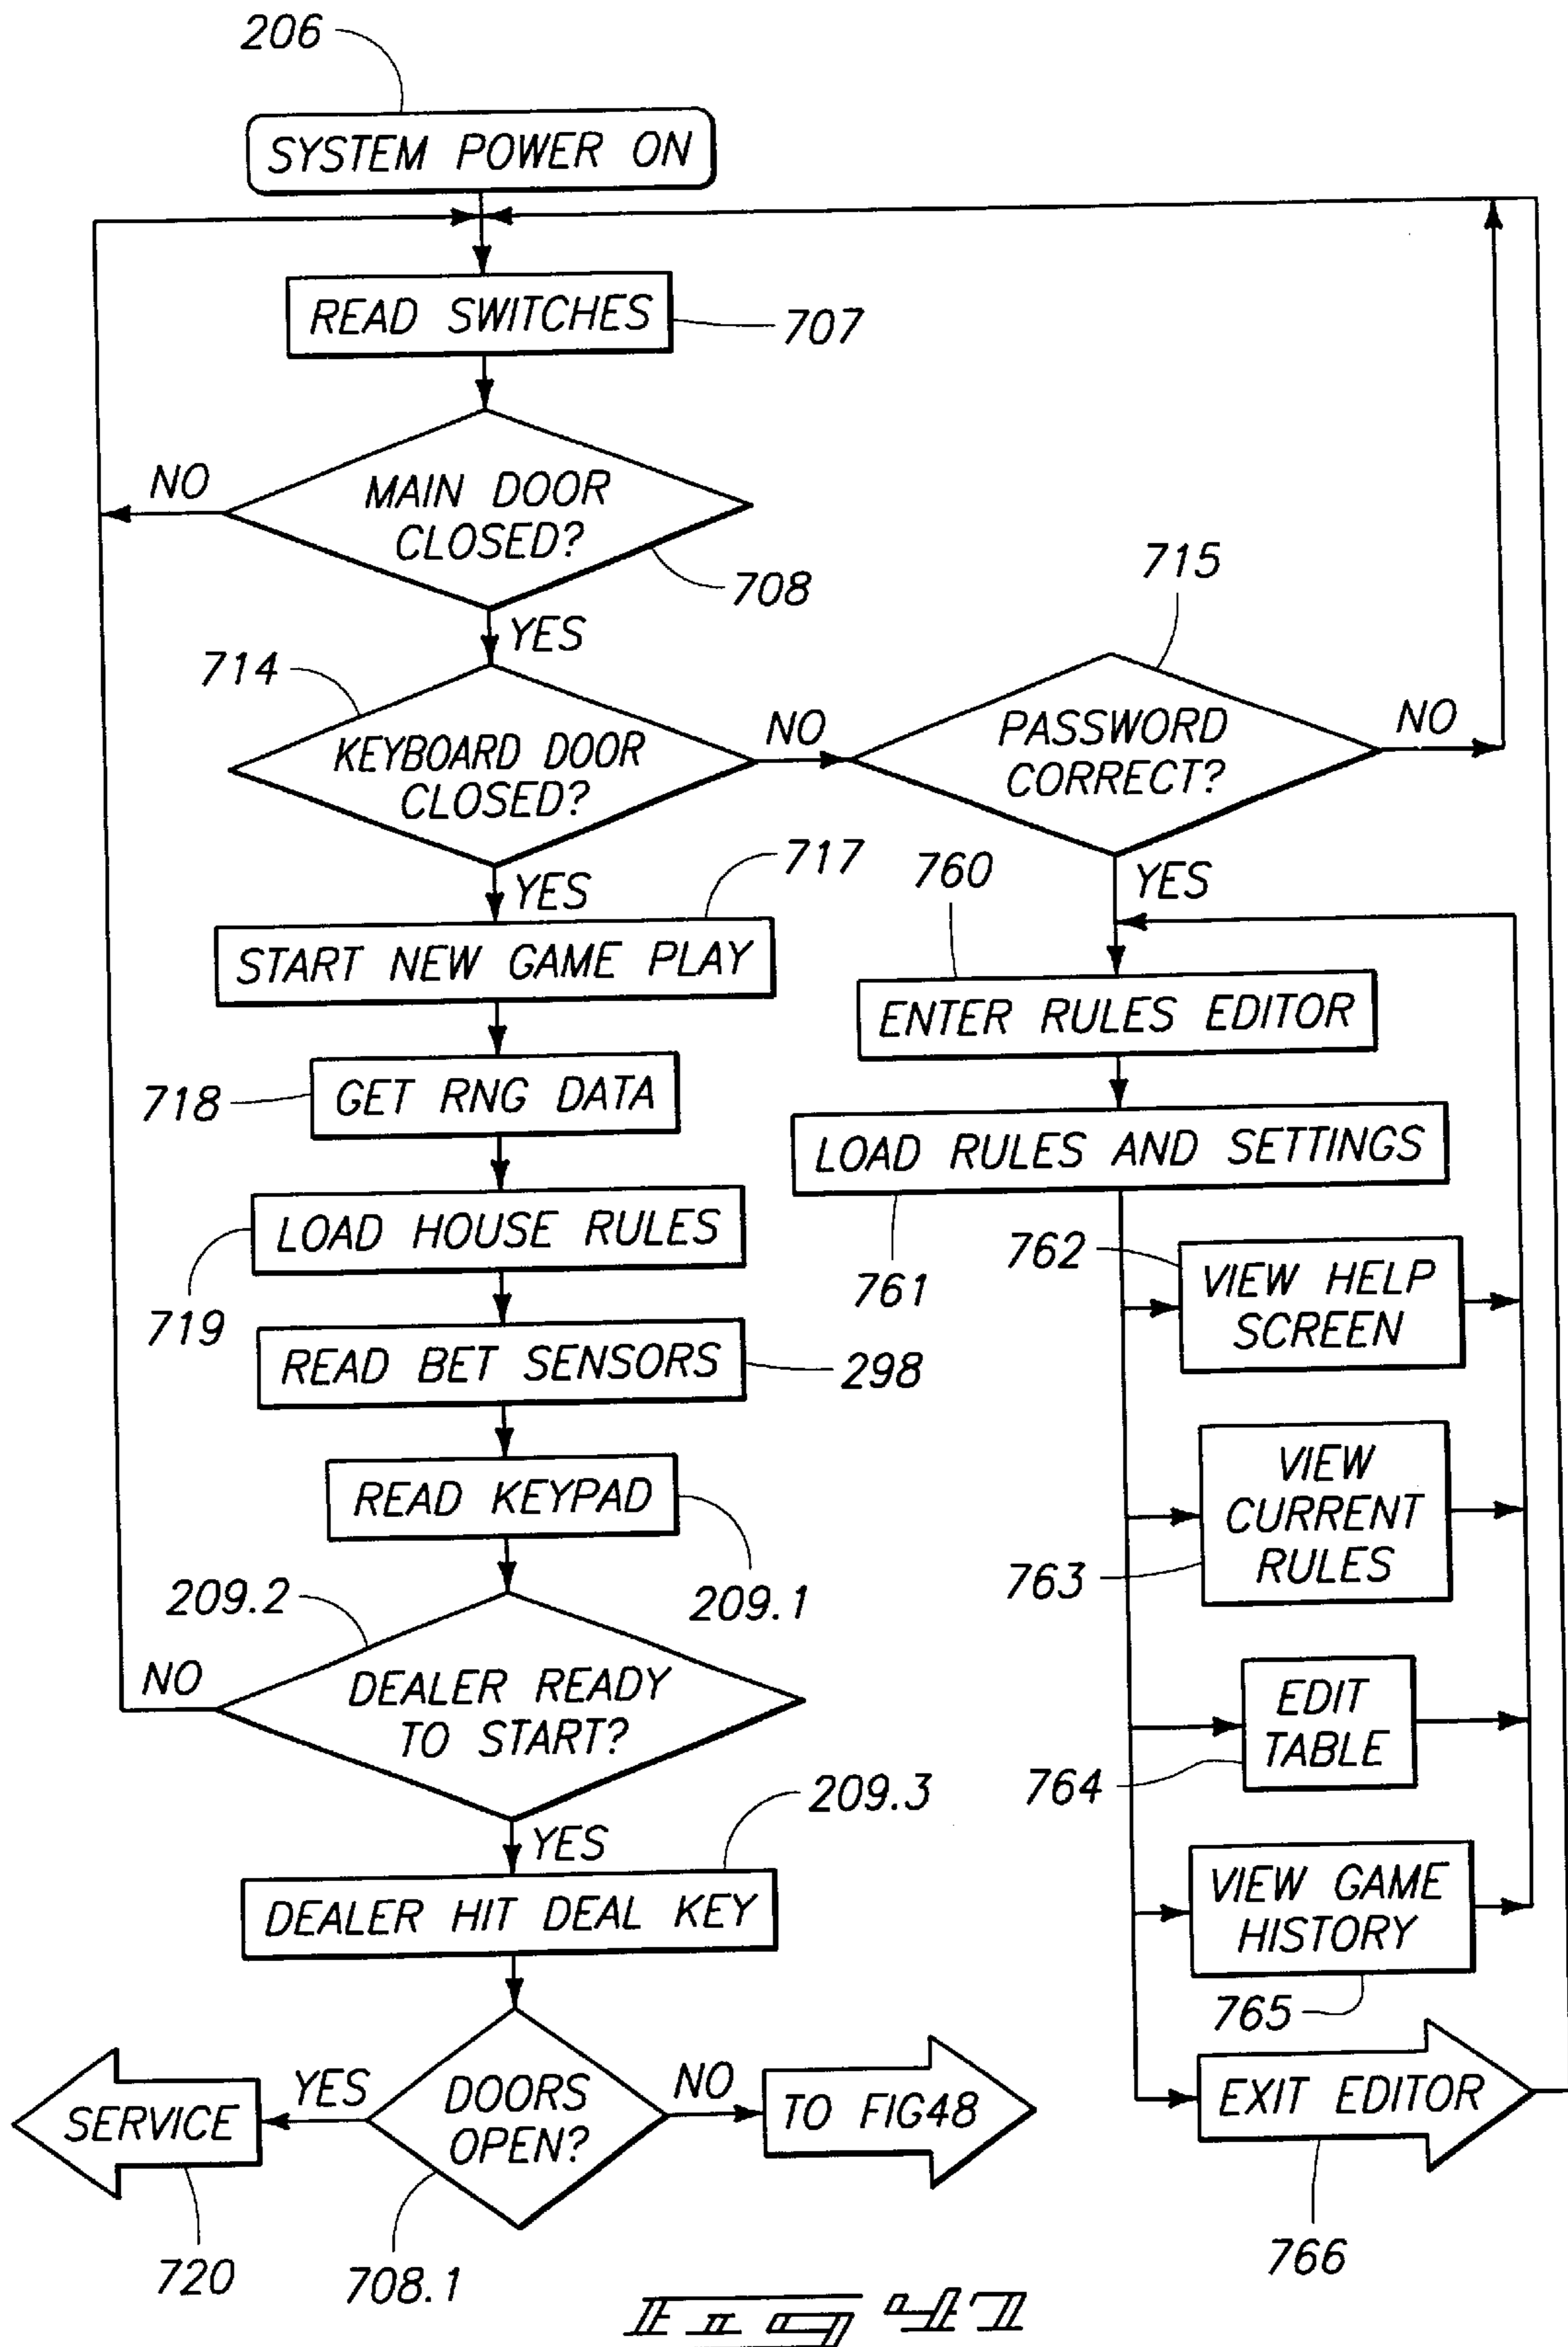 206
SYSTEM POWER ON
READ SWITCHES
707
NO
MAIN DOOR
CLOSED?
708
YES
714
KEYBOARD DOOR
CLOSED?
NO
715
PASSWORD
CORRECT?
NO
YES
717
START NEW GAME PLAY
718
GET RNG DATA
719
LOAD HOUSE RULES
READ BET SENSORS
298
READ KEYPAD
209.1
209.2
NO
DEALER READY
TO START?
YES
209.3
DEALER HIT DEAL KEY
DOORS
OPEN?
708.1
YES
SERVICE
720
NO
TO FIG48
YES
760
ENTER RULES EDITOR
LOAD RULES AND SETTINGS
761
762
VIEW HELP
SCREEN
763
VIEW
CURRENT
RULES
764
EDIT
TABLE
VIEW GAME
HISTORY
765
EXIT EDITOR
766
FIG 47